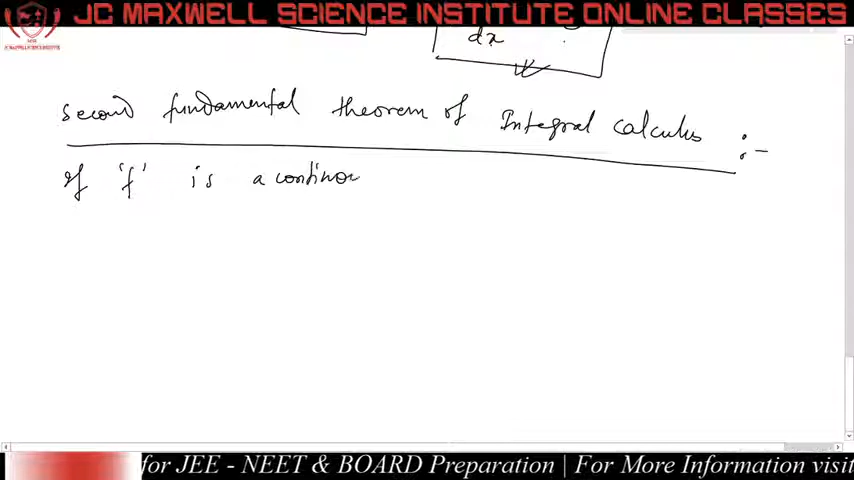 JC MAXWELL SCIENCE INSTITUTE ONLINE CLASSES
dx
Second fundamental theorem of Integral calculus :-
If 'f' is a continou
for JEE - NEET & BOARD Preparation | For More Information visit